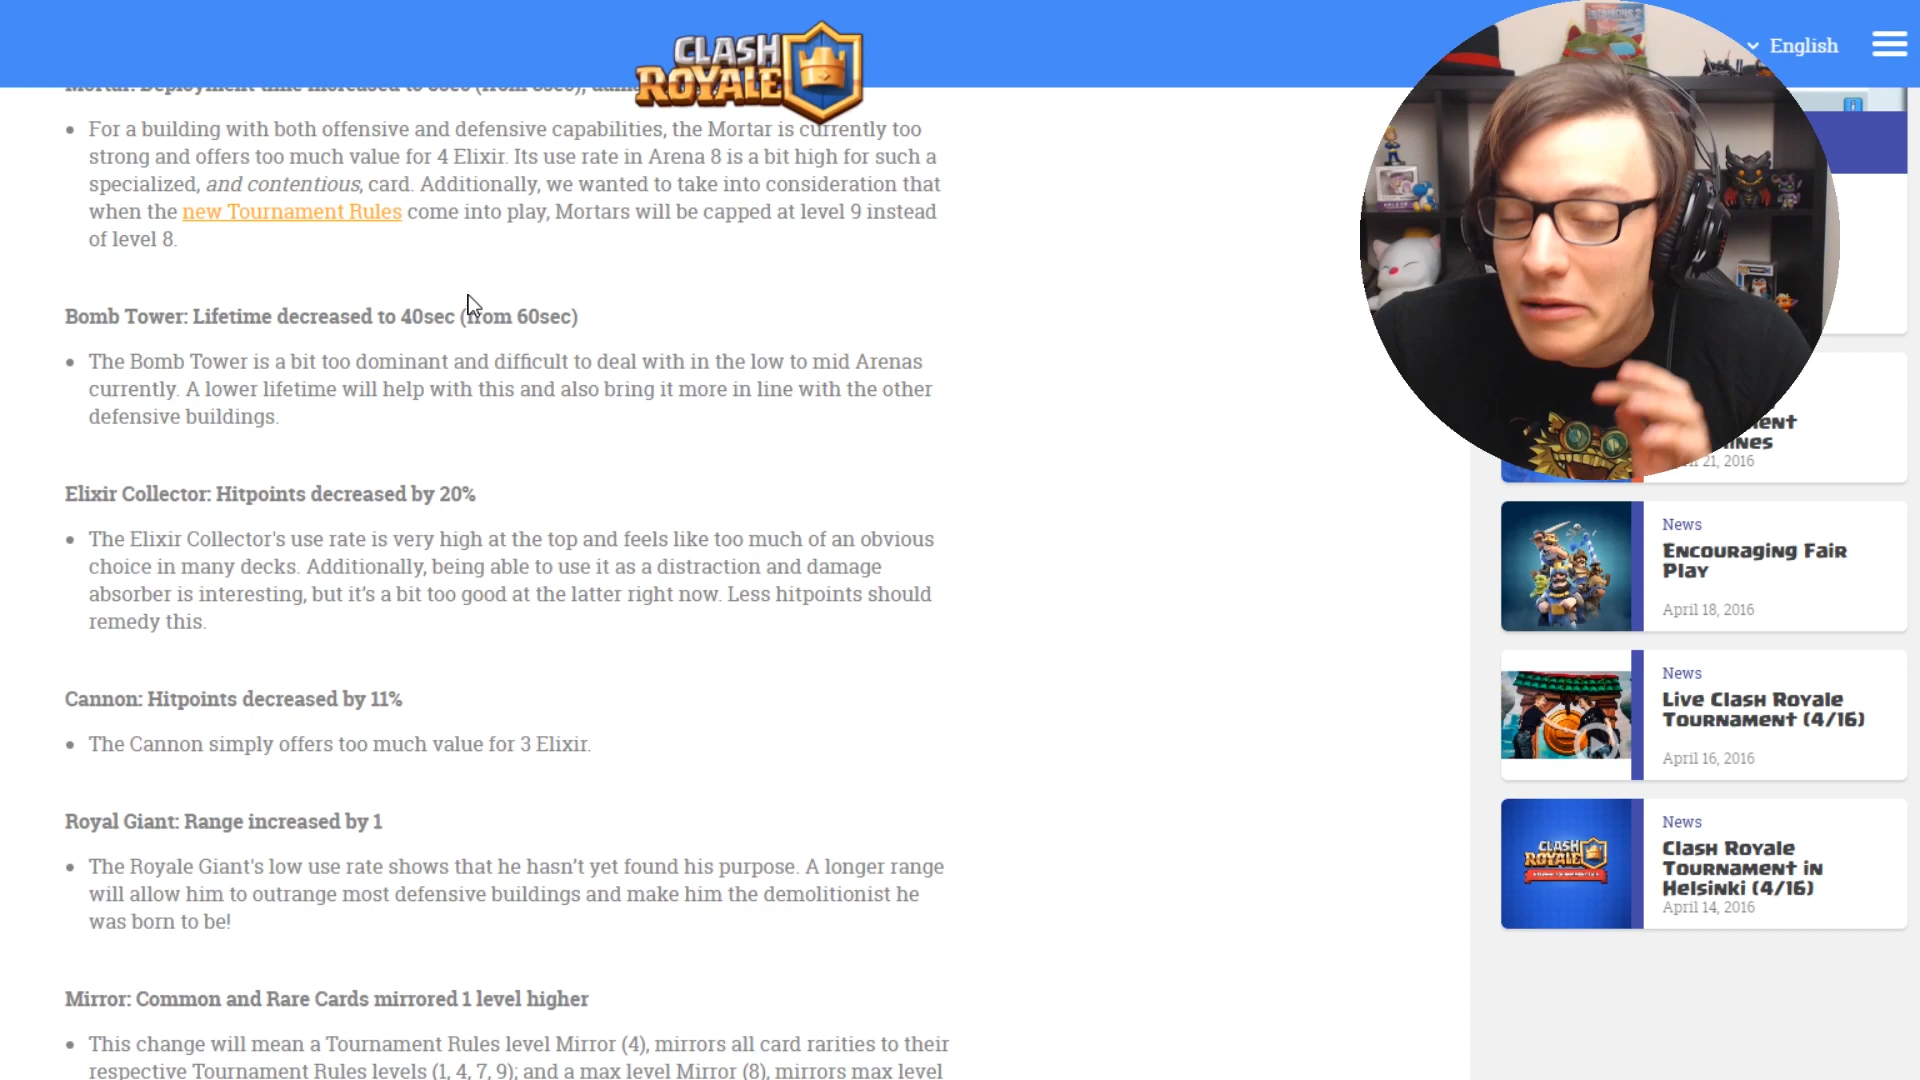 CLASH
ROYALE
English
Mortar: Deployment time increased to
For a building with both offensive and defensive capabilities, the Mortar is currently too
strong and offers too much value for 4 Elixir. Its use rate in Arena 8 is a bit high for such a
specialized, and contentious, card. Additionally, we wanted to take into consideration that
when the new Tournament Rules come into play, Mortars will be capped at level 9 instead
of level 8.
Bomb Tower: Lifetime decreased to 40sec (from 60sec)
The Bomb Tower is a bit too dominant and difficult to deal with in the low to mid Arenas
currently. A lower lifetime will help with this and also bring it more in line with the other
defensive buildings.
Elixir Collector: Hitpoints decreased by 20%
The Elixir Collector's use rate is very high at the top and feels like too much of an obvious
choice in many decks. Additionally, being able to use it as a distraction and damage
absorber is interesting, but it's a bit too good at the latter right now. Less hitpoints should
remedy this.
Cannon: Hitpoints decreased by 11%
The Cannon simply offers too much value for 3 Elixir.
Royal Giant: Range increased by 1
The Royale Giant's low use rate shows that he hasn't yet found his purpose. A longer range
will allow him to outrange most defensive buildings and make him the demolitionist he
was born to be!
Mirror: Common and Rare Cards mirrored 1 level higher
This change will mean a Tournament Rules level Mirror (4), mirrors all card rarities to their
respective Tournament Rules levels (1, 4, 7, 9); and a max level Mirror (8), mirrors max level
21, 2016
News
Encouraging Fair
Play
April 18, 2016
News
Live Clash Royale
Tournament (4/16)
April 16, 2016
CLASH
ROYALE
News
Clash Royale
Tournament in
Helsinki (4/16)
April 14, 2016